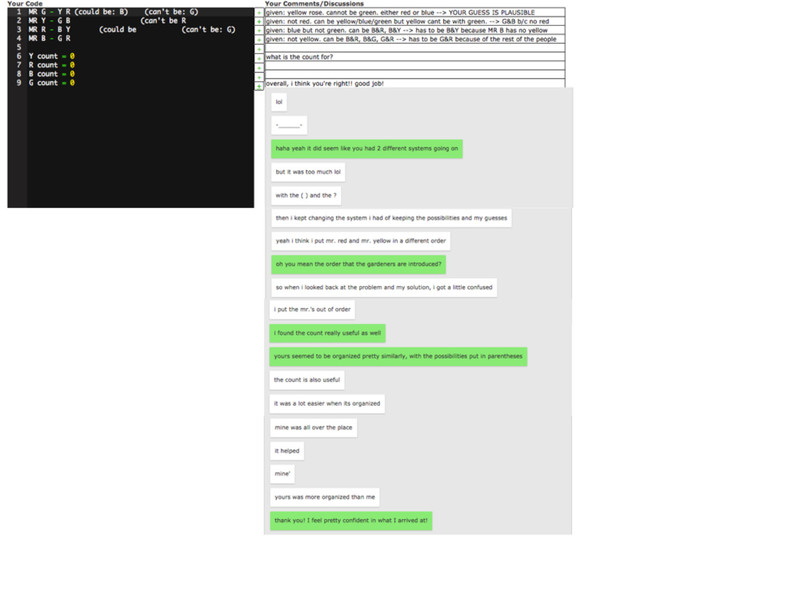 Your Code
Your Comments/Discussions
1 MR G - Y R (could be: B) (can't be: G)
2 MR Y - G B (can't be R
3 MR R - B Y (could be (can't be: G)
4 MR B - G R
5
6 Y count = 0
7 R count = 0
8 B count = 0
9 G count = 0
given: yellow rose. cannot be green. either red or blue --> YOUR GUESS IS PLAUSIBLE
given: not red. can be yellow/blue/green but yellow cant be with green. --> G&B b/c no red
given: blue but not green. can be B&R, B&Y --> has to be B&Y because MR B has no yellow
given: not yellow. can be B&R, B&G, G&R --> has to be G&R because of the rest of the people
what is the count for?
overall, i think you're right!! good job!
lol
-______-
haha yeah it did seem like you had 2 different systems going on
but it was too much lol
with the ( ) and the ?
then i kept changing the system i had of keeping the possibilities and my guesses
yeah i think i put mr. red and mr. yellow in a different order
oh you mean the order that the gardeners are introduced?
so when i looked back at the problem and my solution, i got a little confused
i put the mr.'s out of order
i found the count really useful as well
yours seemed to be organized pretty similarly, with the possibilities put in parentheses
the count is also useful
it was a lot easier when its organized
mine was all over the place
it helped
mine'
yours was more organized than me
thank you! I feel pretty confident in what I arrived at!